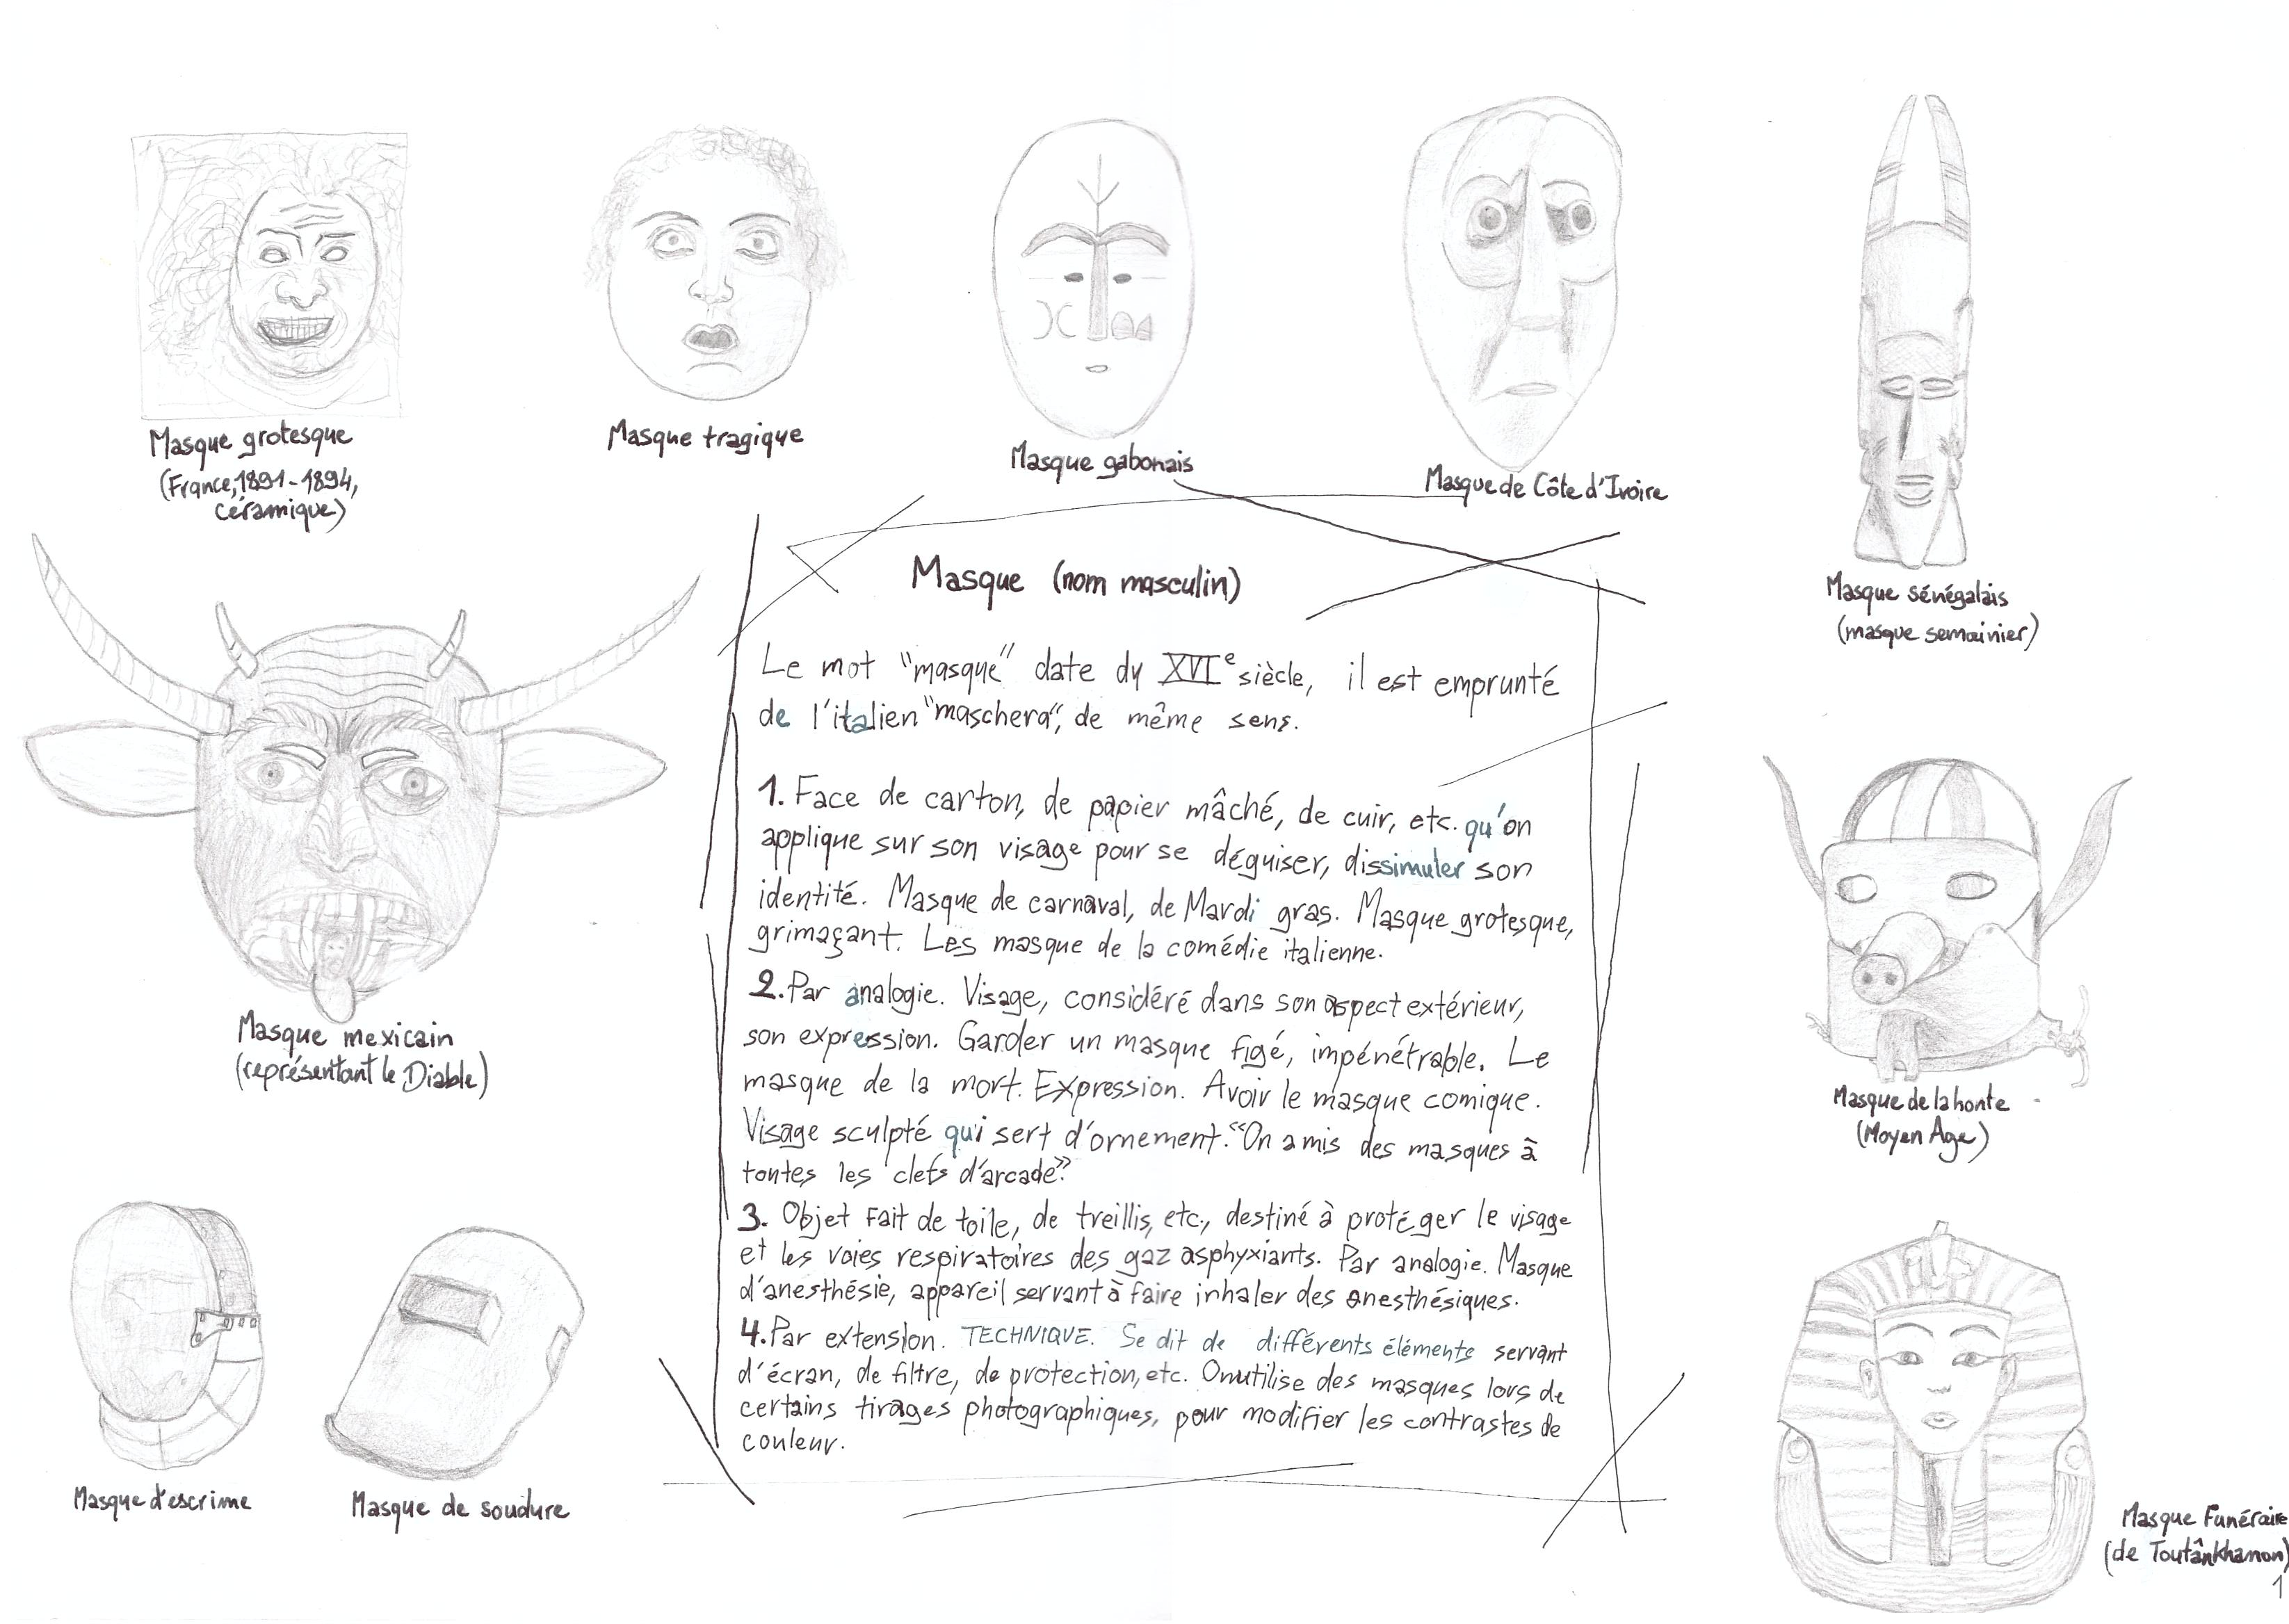 Masque grotesque
(France, 1891-1894,
céramique)
Masque tragique
Masque gabonais
Masque de Côte d'Ivoire
Masque sénégalais
(masque semainier)
Masque mexicain
(représentant le Diable)
Masque (nom masculin)
Le mot "masque" date du XVIe siècle, il est emprunté
de l'italien "maschera", de même sens.
1. Face de carton, de papier mâché, de cuir, etc. qu'on
applique sur son visage pour se déguiser, dissimuler son
identité. Masque de carnaval, de Mardi gras. Masque grotesque,
grimaçant. Les masque de la comédie italienne.
2. Par analogie. Visage, considéré dans son aspect extérieur,
son expression. Garder un masque figé, impénétrable. Le
masque de la mort. Expression. Avoir le masque comique.
Visage sculpté qui sert d'ornement. "On a mis des masques à
toutes les clefs d'arcade".
3. Objet fait de toile, de treillis, etc., destiné à protéger le visage
et les voies respiratoires des gaz asphyxiants. Par analogie. Masque
d'anesthésie, appareil servant à faire inhaler des anesthésiques.
4. Par extension. TECHNIQUE. Se dit de différents éléments servant
d'écran, de filtre, de protection, etc. On utilise des masques lors de
certains tirages photographiques, pour modifier les contrastes de
couleur.
Masque de la honte
(Moyen Age)
Masque d'escrime
Masque de soudure
Masque Funéraire
(de Toutânkhamon)
1